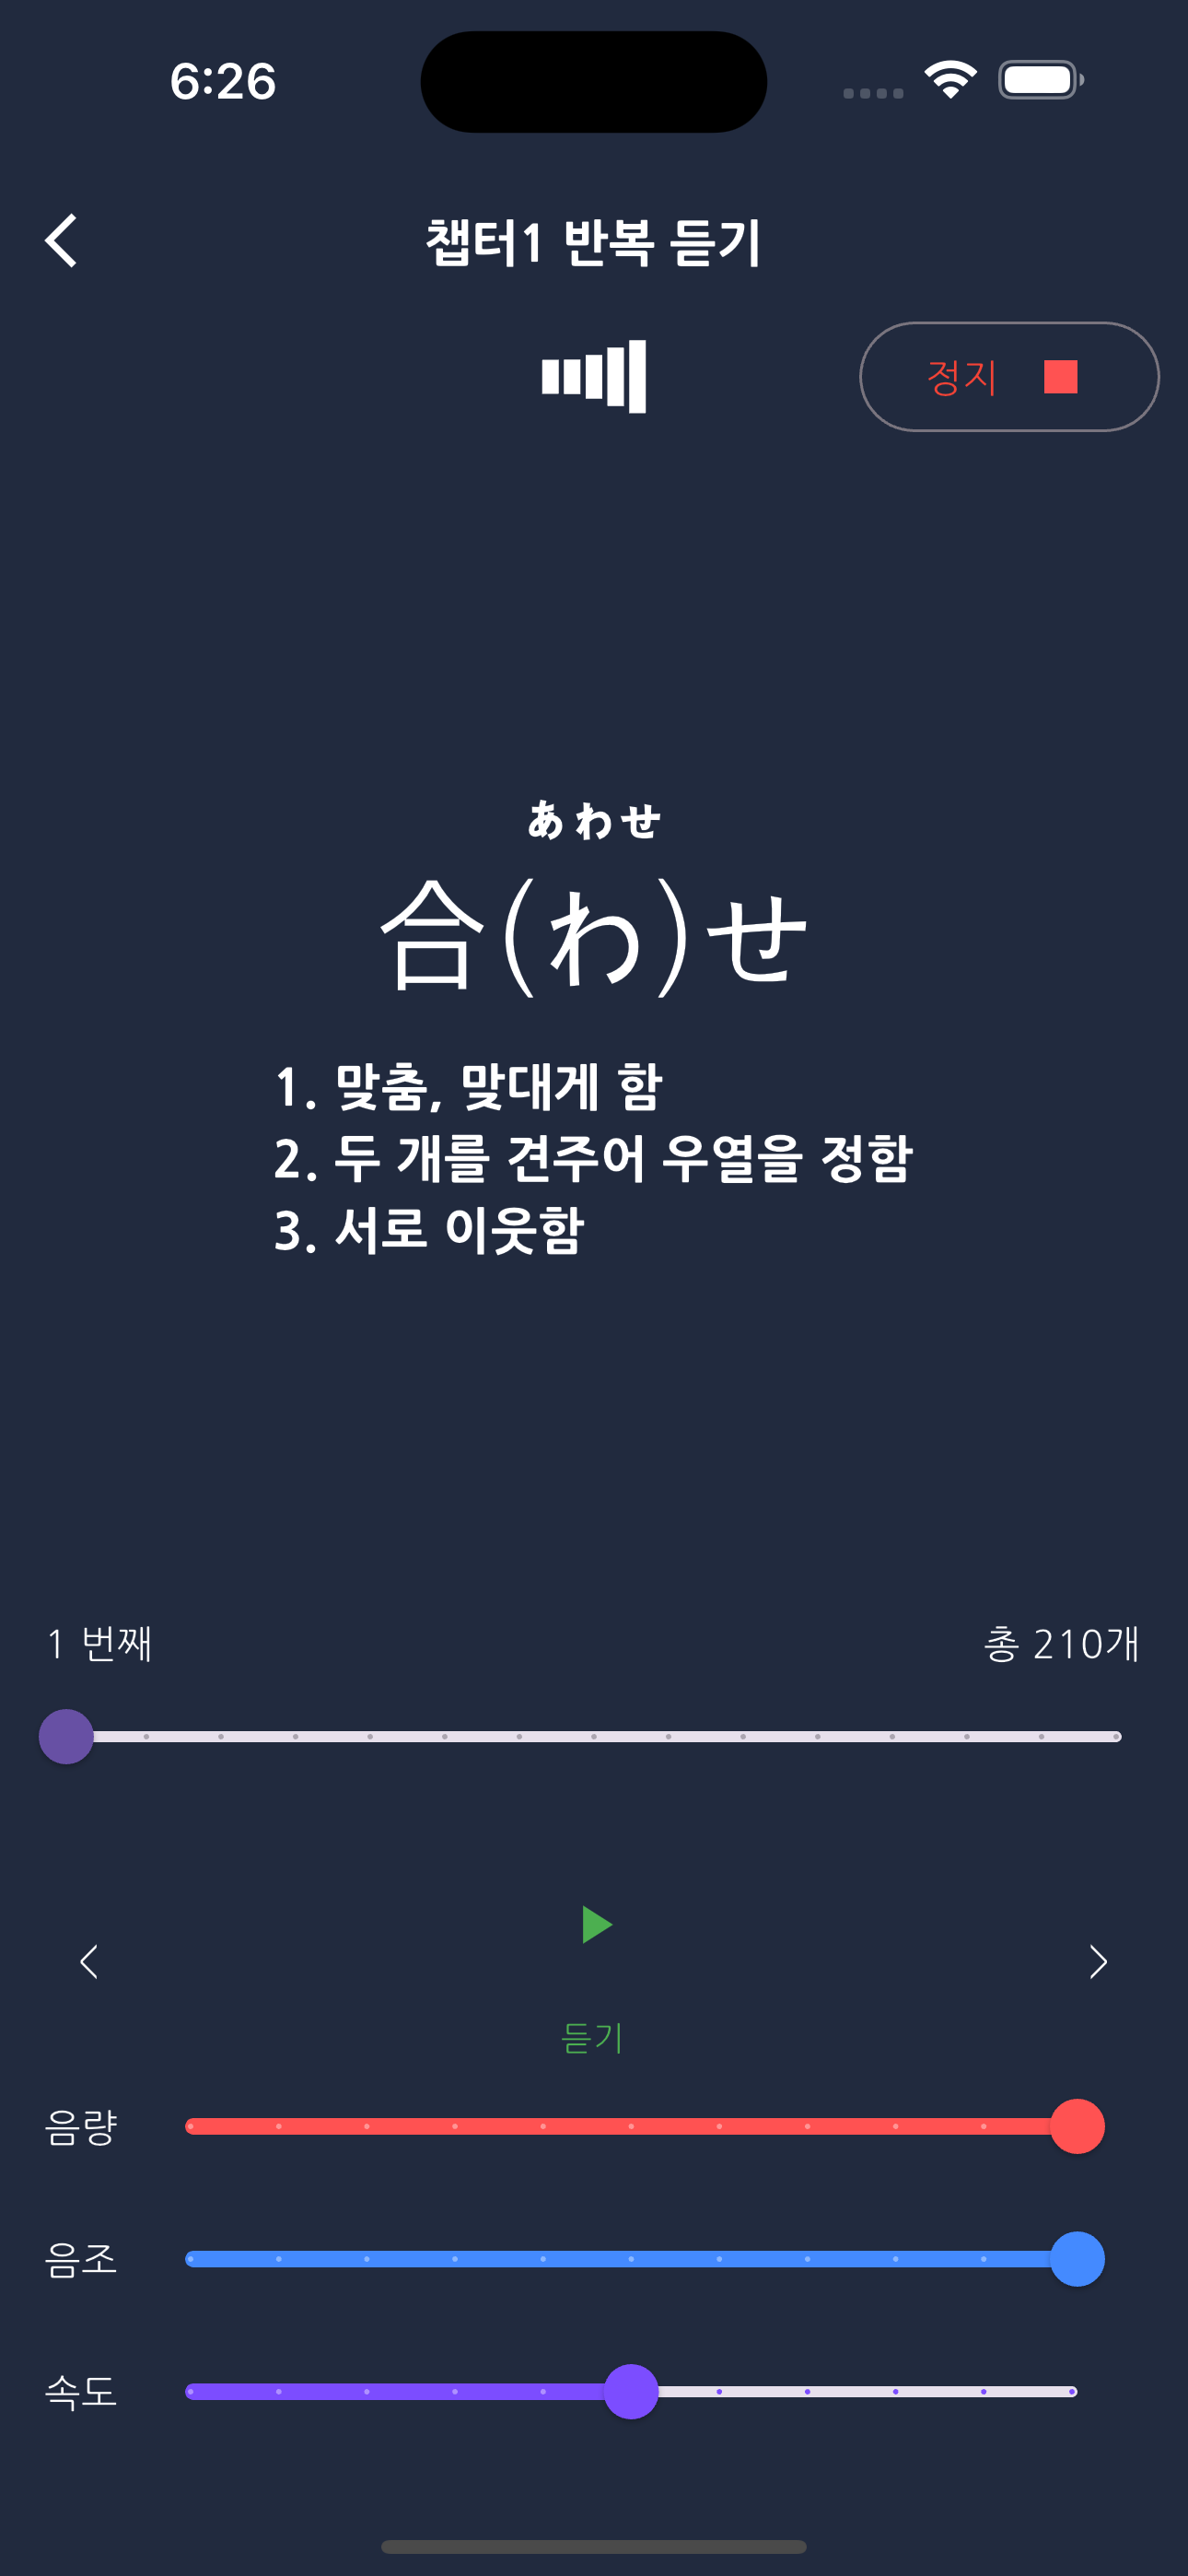 6:26
챕터1 반복 듣기
정지
あわせ
合(わ)せ
1. 맞춤, 맞대게 함
2. 두 개를 견주어 우열을 정함
3. 서로 이웃함
1 번째
총 210개
듣기
음량
음조
속도